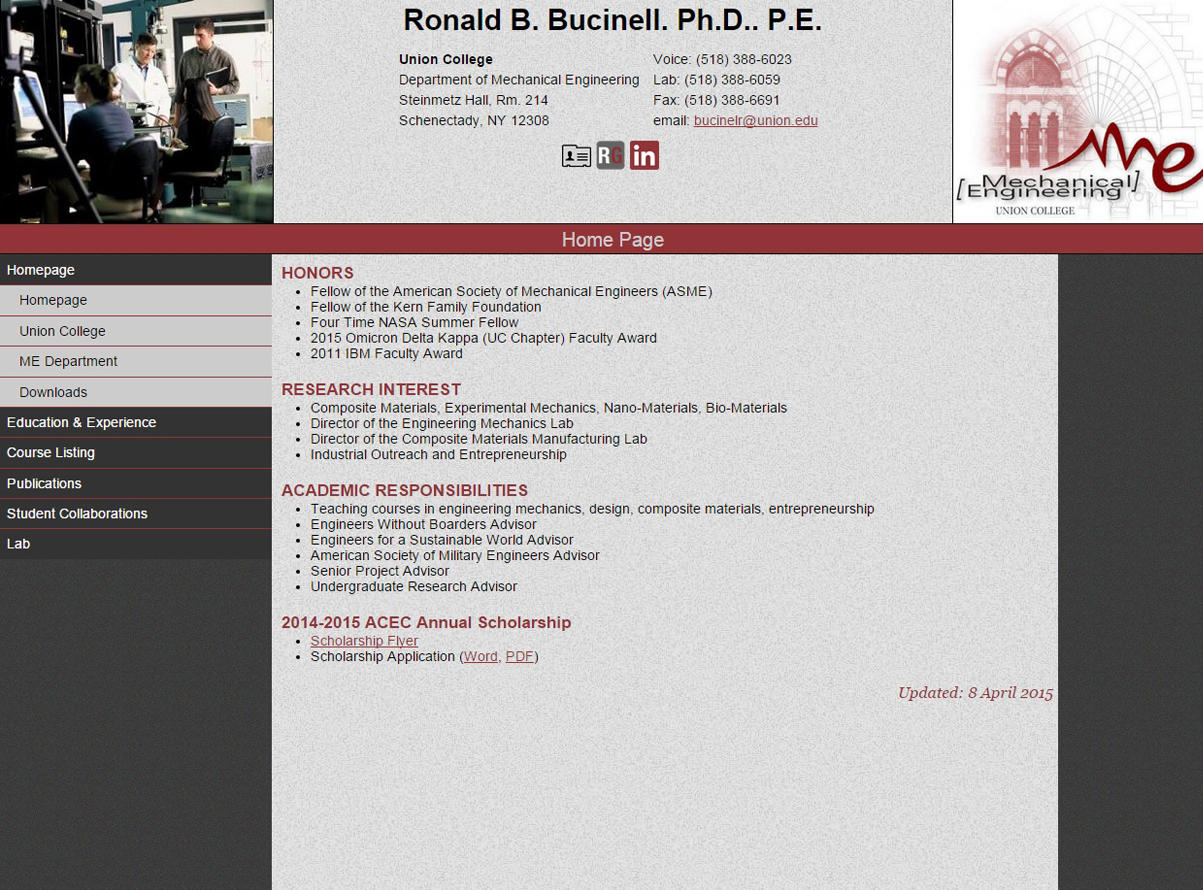 Ronald B. Bucinell. Ph.D.. P.E.
Union College
Department of Mechanical Engineering
Steinmetz Hall, Rm. 214
Schenectady, NY 12308
Voice: (518) 388-6023
Lab: (518) 388-6059
Fax: (518) 388-6691
email: bucinelr@union.edu
RG
in
me
[Mechanical]
[Engineering
UNION COLLEGE
Home Page
Homepage
Homepage
Union College
ME Department
Downloads
Education & Experience
Course Listing
Publications
Student Collaborations
Lab
HONORS
• Fellow of the American Society of Mechanical Engineers (ASME)
• Fellow of the Kern Family Foundation
• Four Time NASA Summer Fellow
• 2015 Omicron Delta Kappa (UC Chapter) Faculty Award
• 2011 IBM Faculty Award
RESEARCH INTEREST
• Composite Materials, Experimental Mechanics, Nano-Materials, Bio-Materials
• Director of the Engineering Mechanics Lab
• Director of the Composite Materials Manufacturing Lab
• Industrial Outreach and Entrepreneurship
ACADEMIC RESPONSIBILITIES
• Teaching courses in engineering mechanics, design, composite materials, entrepreneurship
• Engineers Without Boarders Advisor
• Engineers for a Sustainable World Advisor
• American Society of Military Engineers Advisor
• Senior Project Advisor
• Undergraduate Research Advisor
2014-2015 ACEC Annual Scholarship
• Scholarship Flyer
• Scholarship Application (Word, PDF)
Updated: 8 April 2015